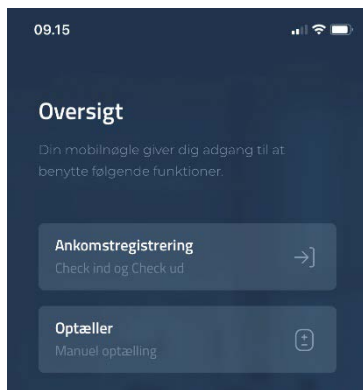 09.15
Oversigt
Din mobilnøgle giver dig adgang til at
benytte følgende funktioner.
Ankomstregistrering
Check ind og Check ud
Optæller
Manuel optælling